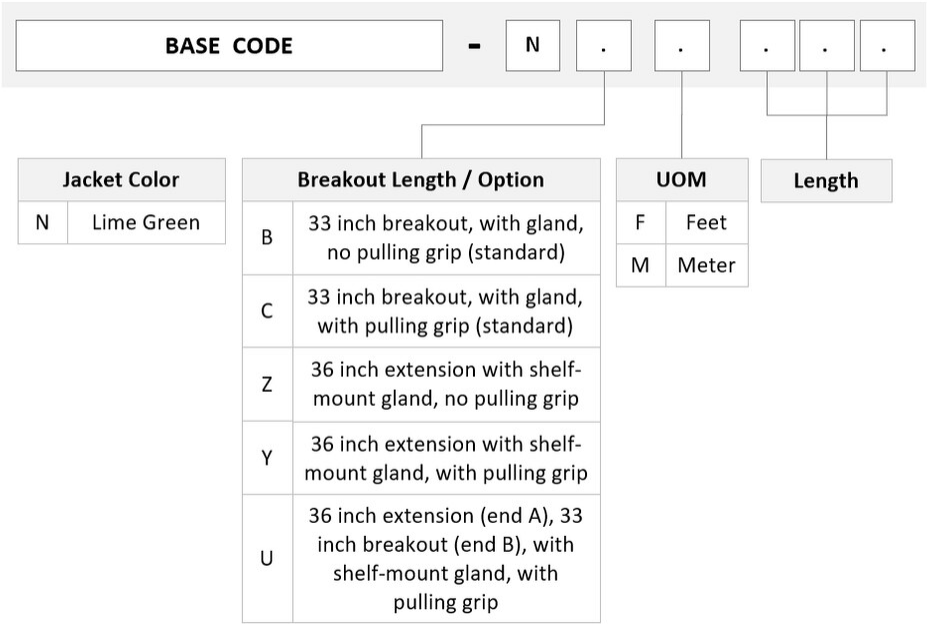 BASE CODE - N . . . . .
Jacket Color
N Lime Green
Breakout Length / Option
B 33 inch breakout, with gland,
no pulling grip (standard)
C 33 inch breakout, with gland,
with pulling grip (standard)
Z 36 inch extension with shelf-
mount gland, no pulling grip
Y 36 inch extension with shelf-
mount gland, with pulling grip
U 36 inch extension (end A), 33
inch breakout (end B), with
shelf-mount gland, with
pulling grip
UOM
F Feet
M Meter
Length